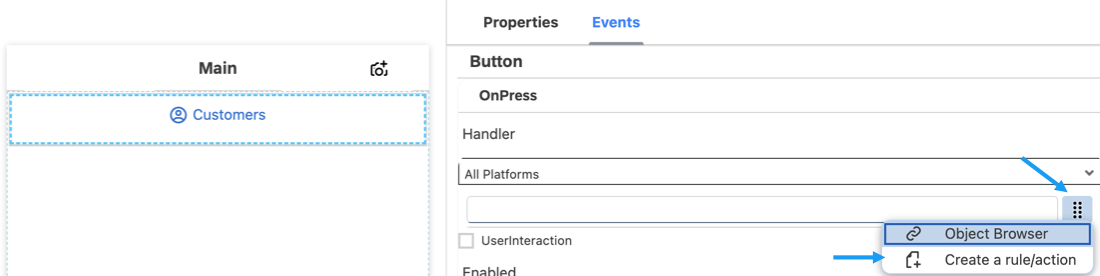 Main
Customers
Properties Events
Button
OnPress
Handler
All Platforms
UserInteraction
Object Browser
Create a rule/action
Enabled